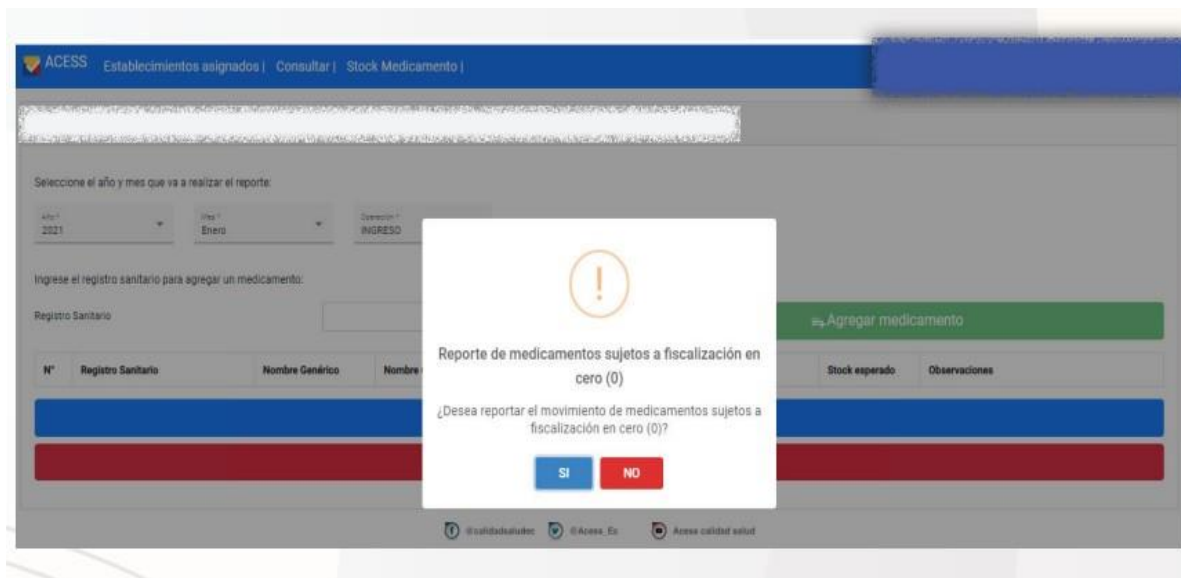 ACESS Establecimientos asignados | Consultar | Stock Medicamento |
Seleccione el año y mes que va a realizar el reporte:
Año * Mes * Operación *
2021 Enero INGRESO
Ingrese el registro sanitario para agregar un medicamento:
Registro Sanitario
Agregar medicamento
N° Registro Sanitario Nombre Genérico Nombre Stock esperado Observaciones
!
Reporte de medicamentos sujetos a fiscalización en
cero (0)
¿Desea reportar el movimiento de medicamentos sujetos a
fiscalización en cero (0)?
SI NO
@calidadsaludec @Acess_Ec Acess calidad salud